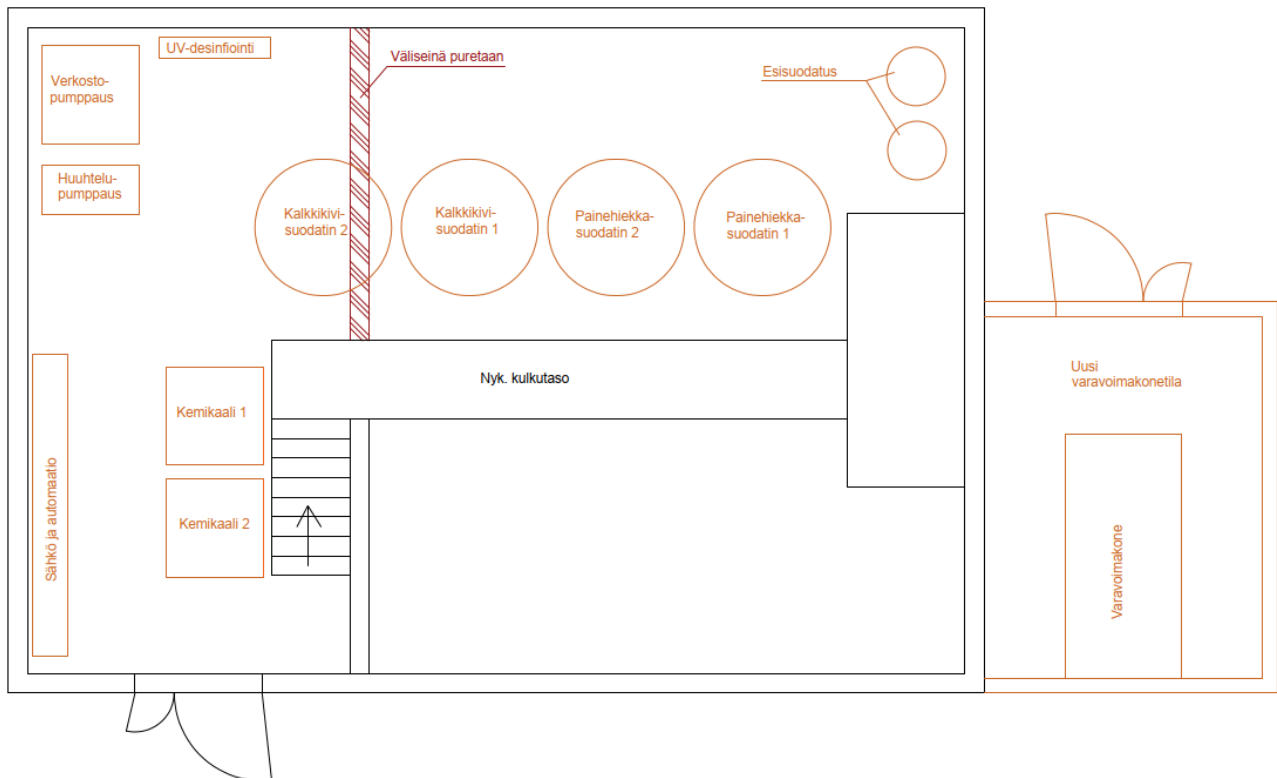 UV-desinfiointi
Verkosto-
pumppaus
Väliseinä puretaan
Esisuodatus
Huuhtelu-
pumppaus
Kalkkikivi-
suodatin 2
Kalkkikivi-
suodatin 1
Painehiekka-
suodatin 2
Painehiekka-
suodatin 1
Nyk. kulkutaso
Uusi
varavoimakonetila
Kemikaali 1
Kemikaali 2
Sähkö ja automaatio
Varavoimakone